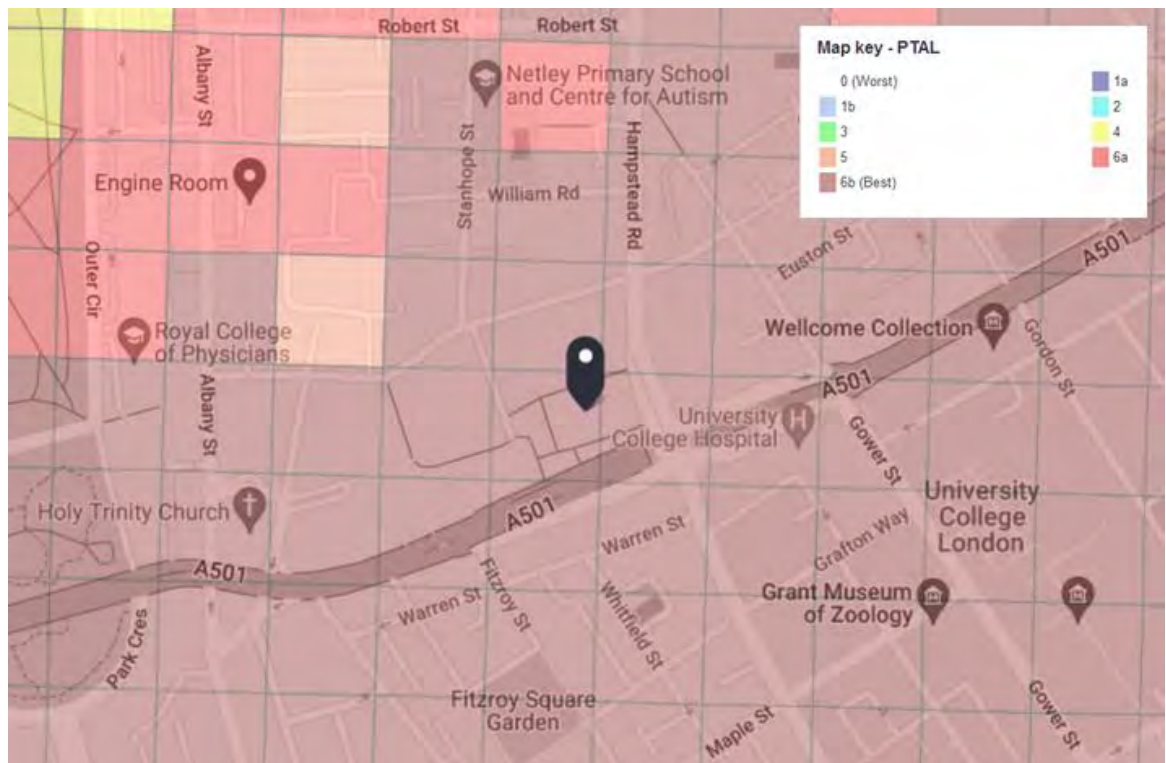 Robert St
Robert St
Map key - PTAL
0 (Worst)
1a
1b
2
3
4
5
6a
6b (Best)
Albany St
Netley Primary School
and Centre for Autism
Hampstead Rd
Stanhope St
Engine Room
William Rd
Outer Cir
Euston St
A501
Royal College
of Physicians
Wellcome Collection
Gordon St
Albany St
A501
University
College Hospital
Gower St
Holy Trinity Church
A501
University
College
London
Warren St
Grafton Way
A501
Fitzroy St
Warren St
Whitfield St
Grant Museum
of Zoology
Park Cres
Fitzroy Square
Garden
Maple St
Gower St